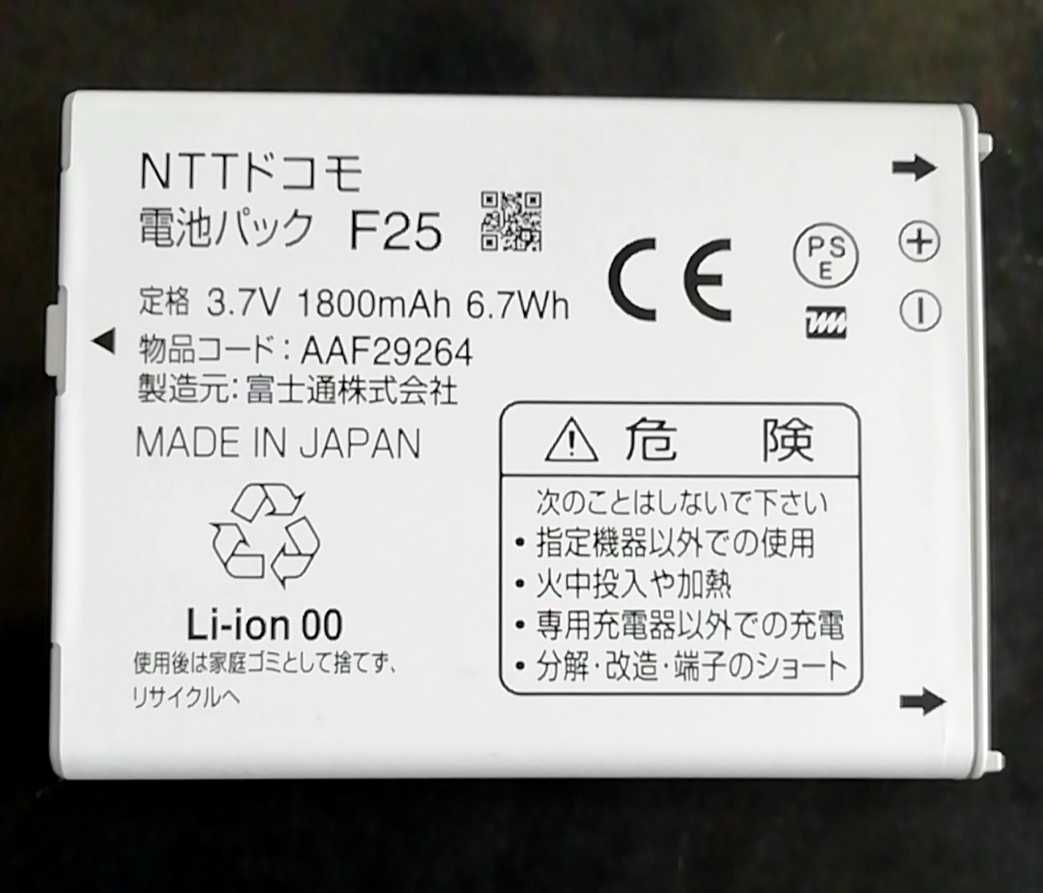 NTTドコモ
電池パック F25
定格 3.7V 1800mAh 6.7Wh
物品コード：AAF29264
製造元：富士通株式会社
MADE IN JAPAN
Li-ion 00
使用後は家庭ゴミとして捨てず、
リサイクルへ
CE
PS
E
危 険
次のことはしないで下さい
・指定機器以外での使用
・火中投入や加熱
・専用充電器以外での充電
・分解・改造・端子のショート